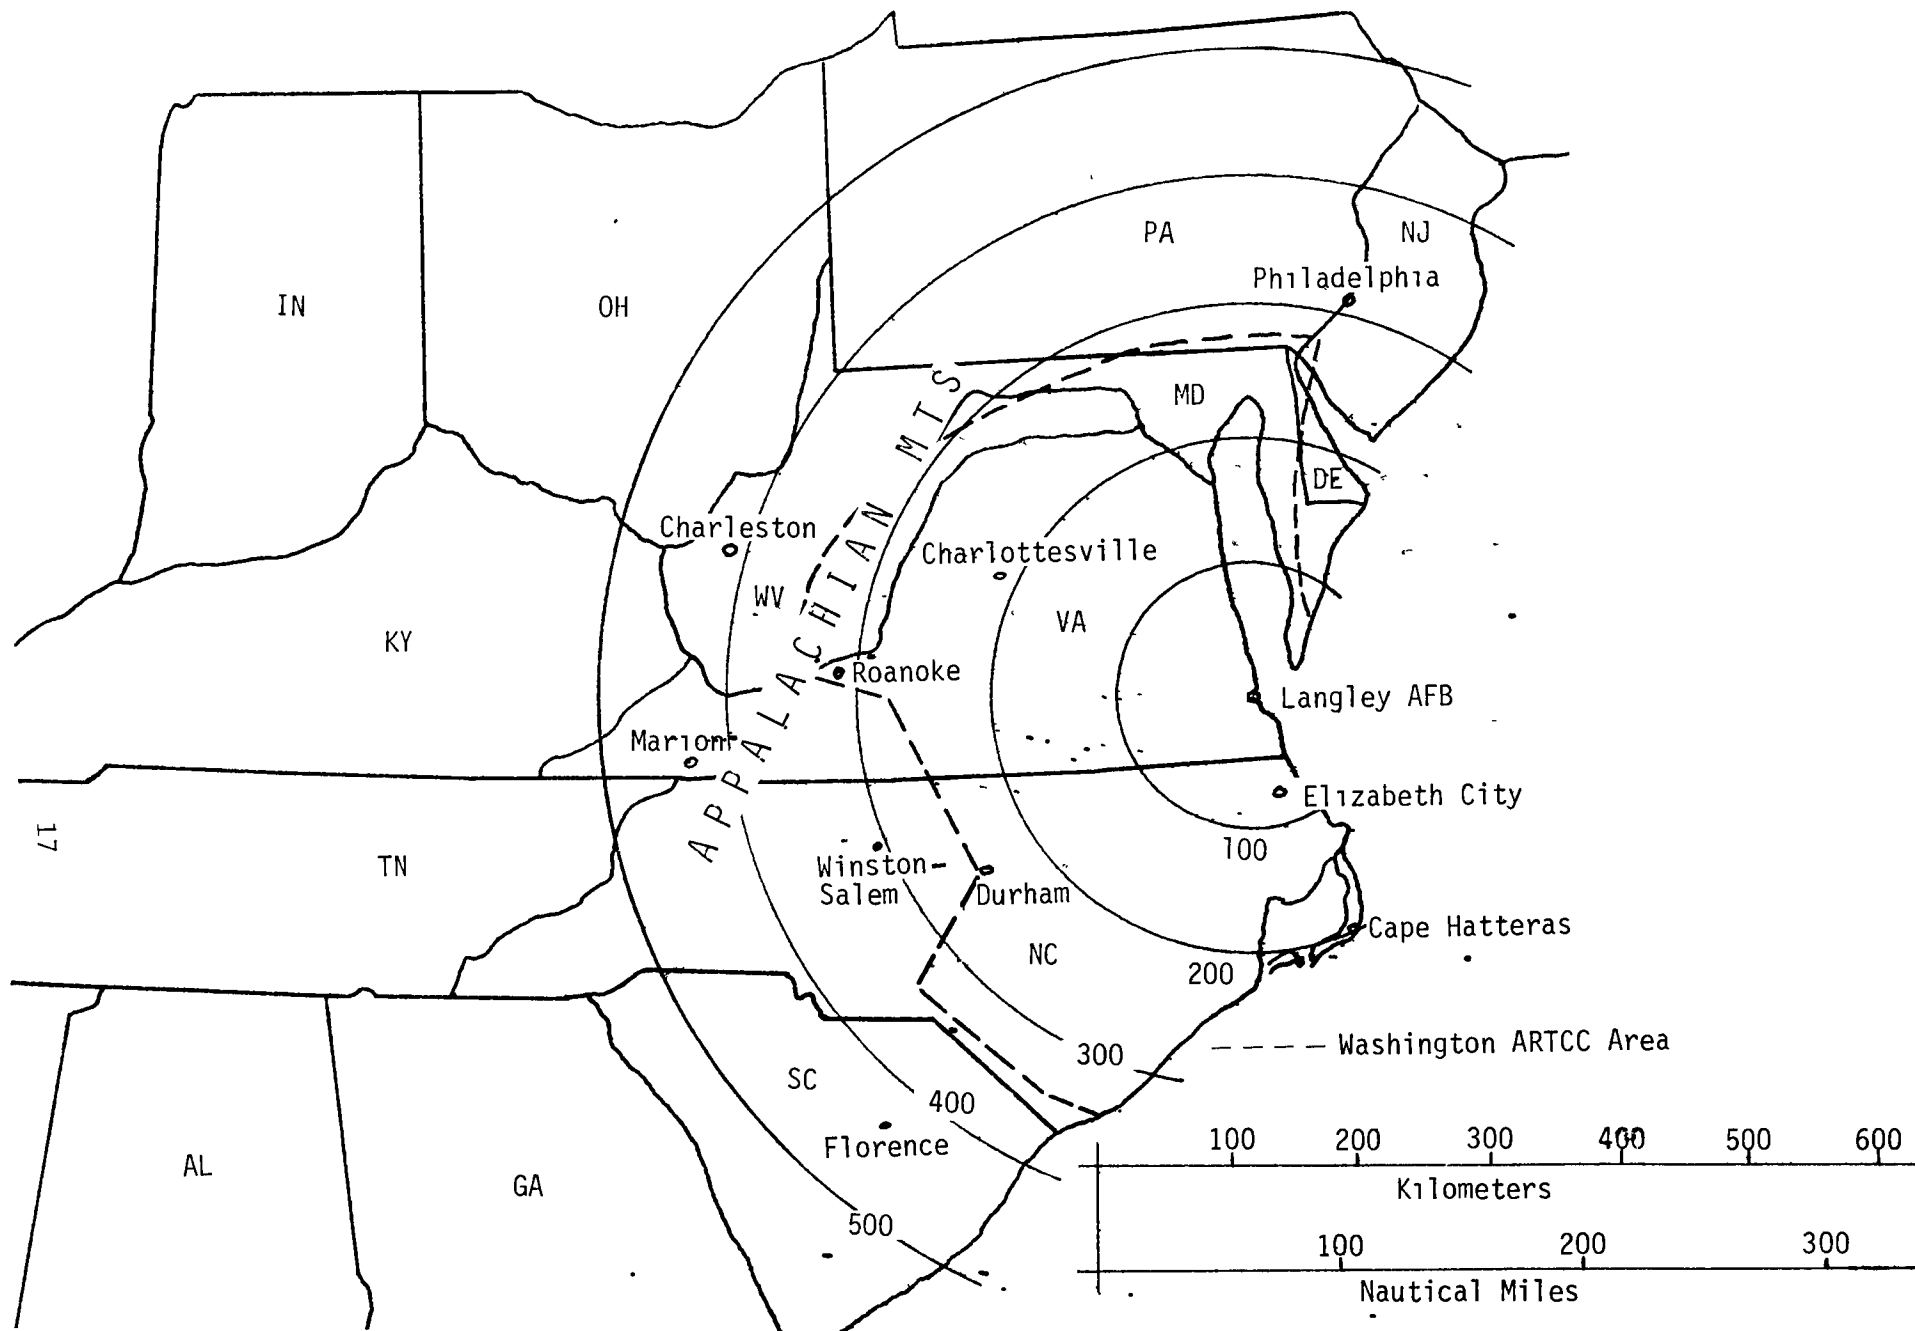 PA
NJ
Philadelphia
IN
OH
MD
DE
APPALACHIAN MTS
Charleston
Charlottesville
WV
VA
KY
Roanoke
Langley AFB
Marion
Elizabeth City
17
TN
Winston-
Salem
Durham
100
Cape Hatteras
NC
200
Washington ARTCC Area
300
SC
400
Florence
AL
GA
500
100 200 300 400 500 600
Kilometers
100 200 300
Nautical Miles